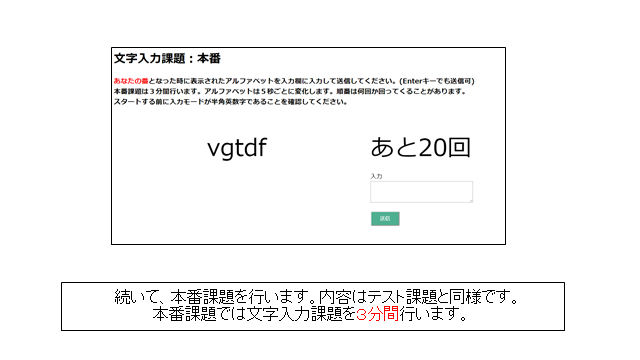 文字入力課題：本番
あなたの番となった時に表示されたアルファベットを入力欄に入力して送信してください。(Enterキーでも送信可)
本番課題は３分間行います。アルファベットは５秒ごとに変化します。順番は何回か回ってくることがあります。
スタートする前に入力モードが半角英数字であることを確認してください。
vgtdf
あと20回
入力
送信
続いて、本番課題を行います。内容はテスト課題と同様です。
本番課題では文字入力課題を３分間行います。